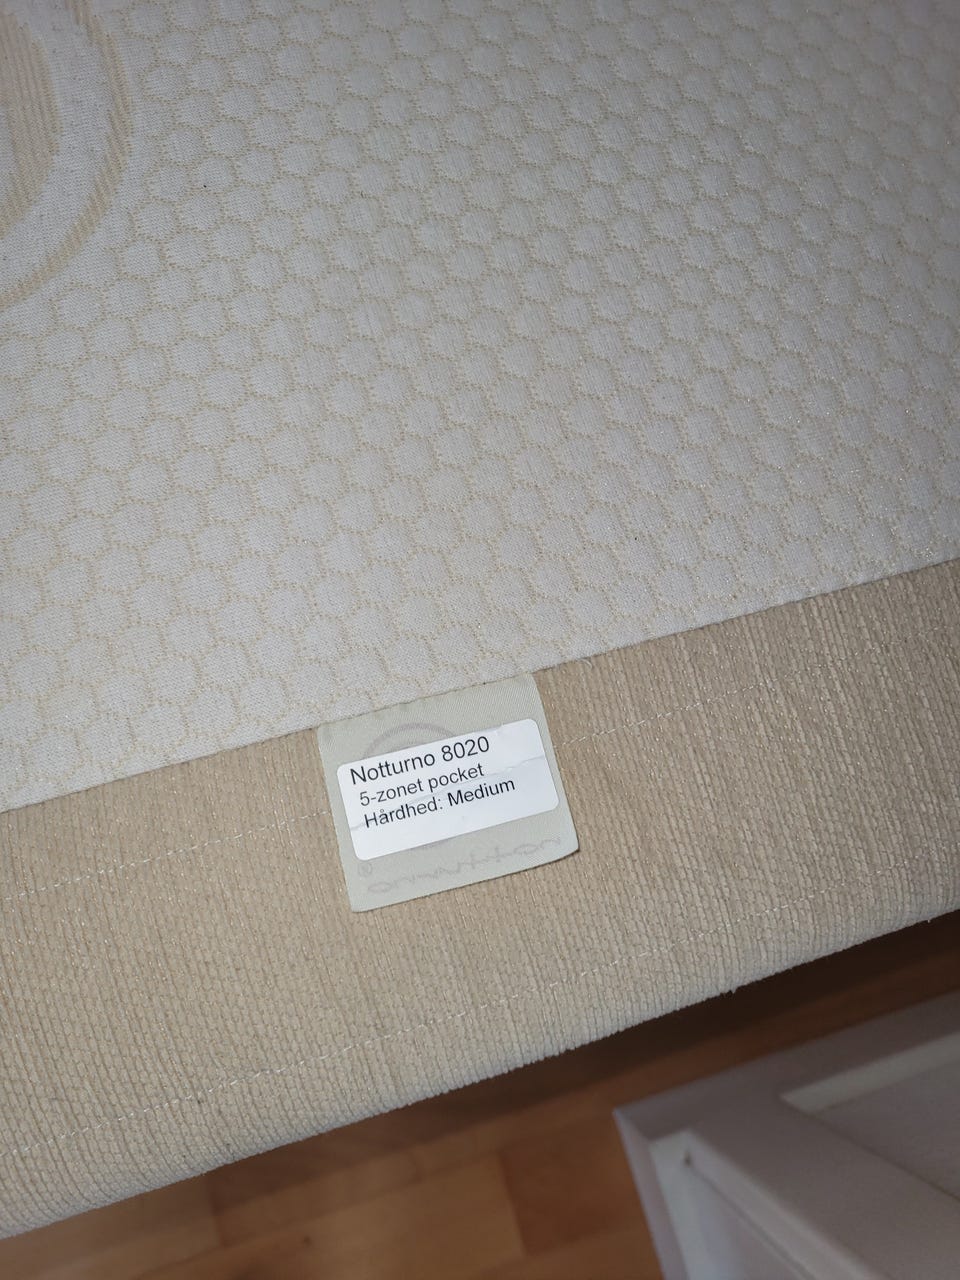 Notturno 8020
5-zonet pocket
Hårdhed: Medium
®